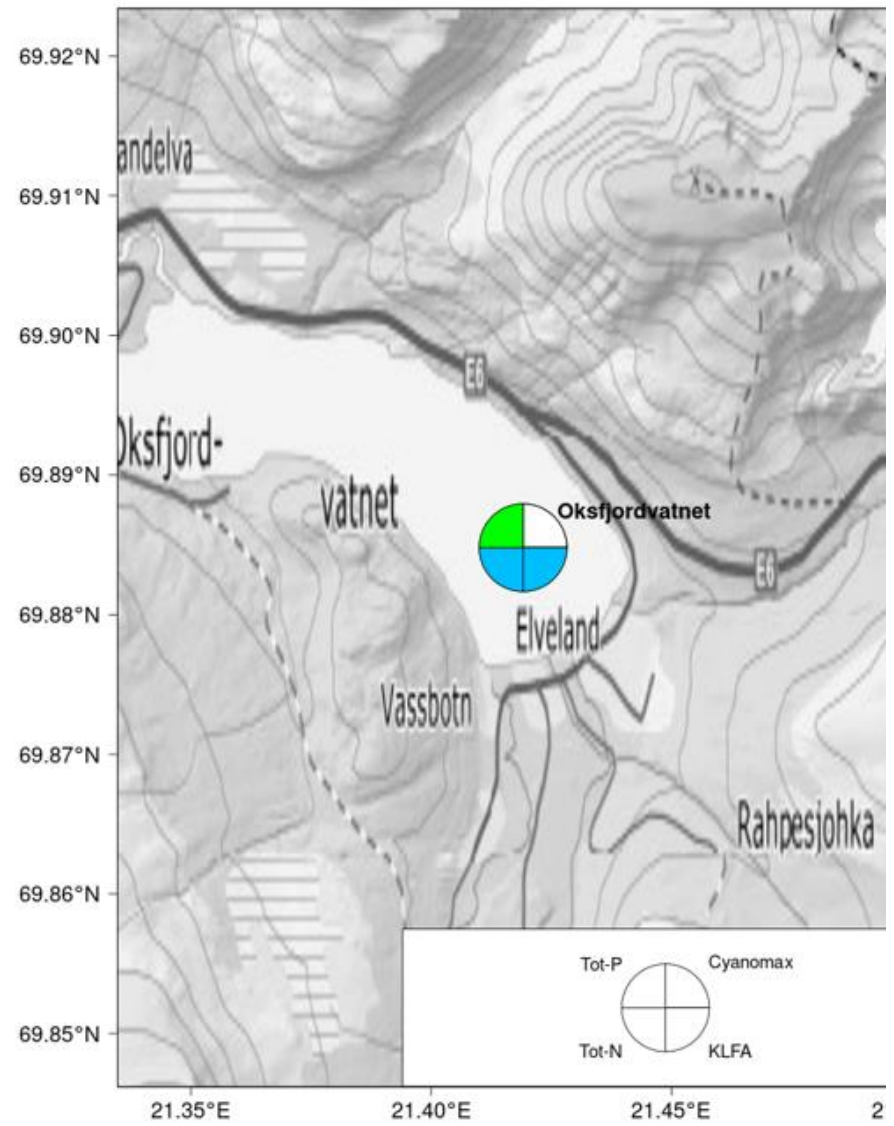 69.92°N
andelva
69.91°N
69.90°N
E6
Oksfjord-
69.89°N
vatnet
Oksfjordvatnet
E6
69.88°N
Elveland
Vassbotn
69.87°N
Rahpesjohka
69.86°N
Tot-P
Cyanomax
69.85°N
Tot-N
KLFA
21.35°E
21.40°E
21.45°E
2